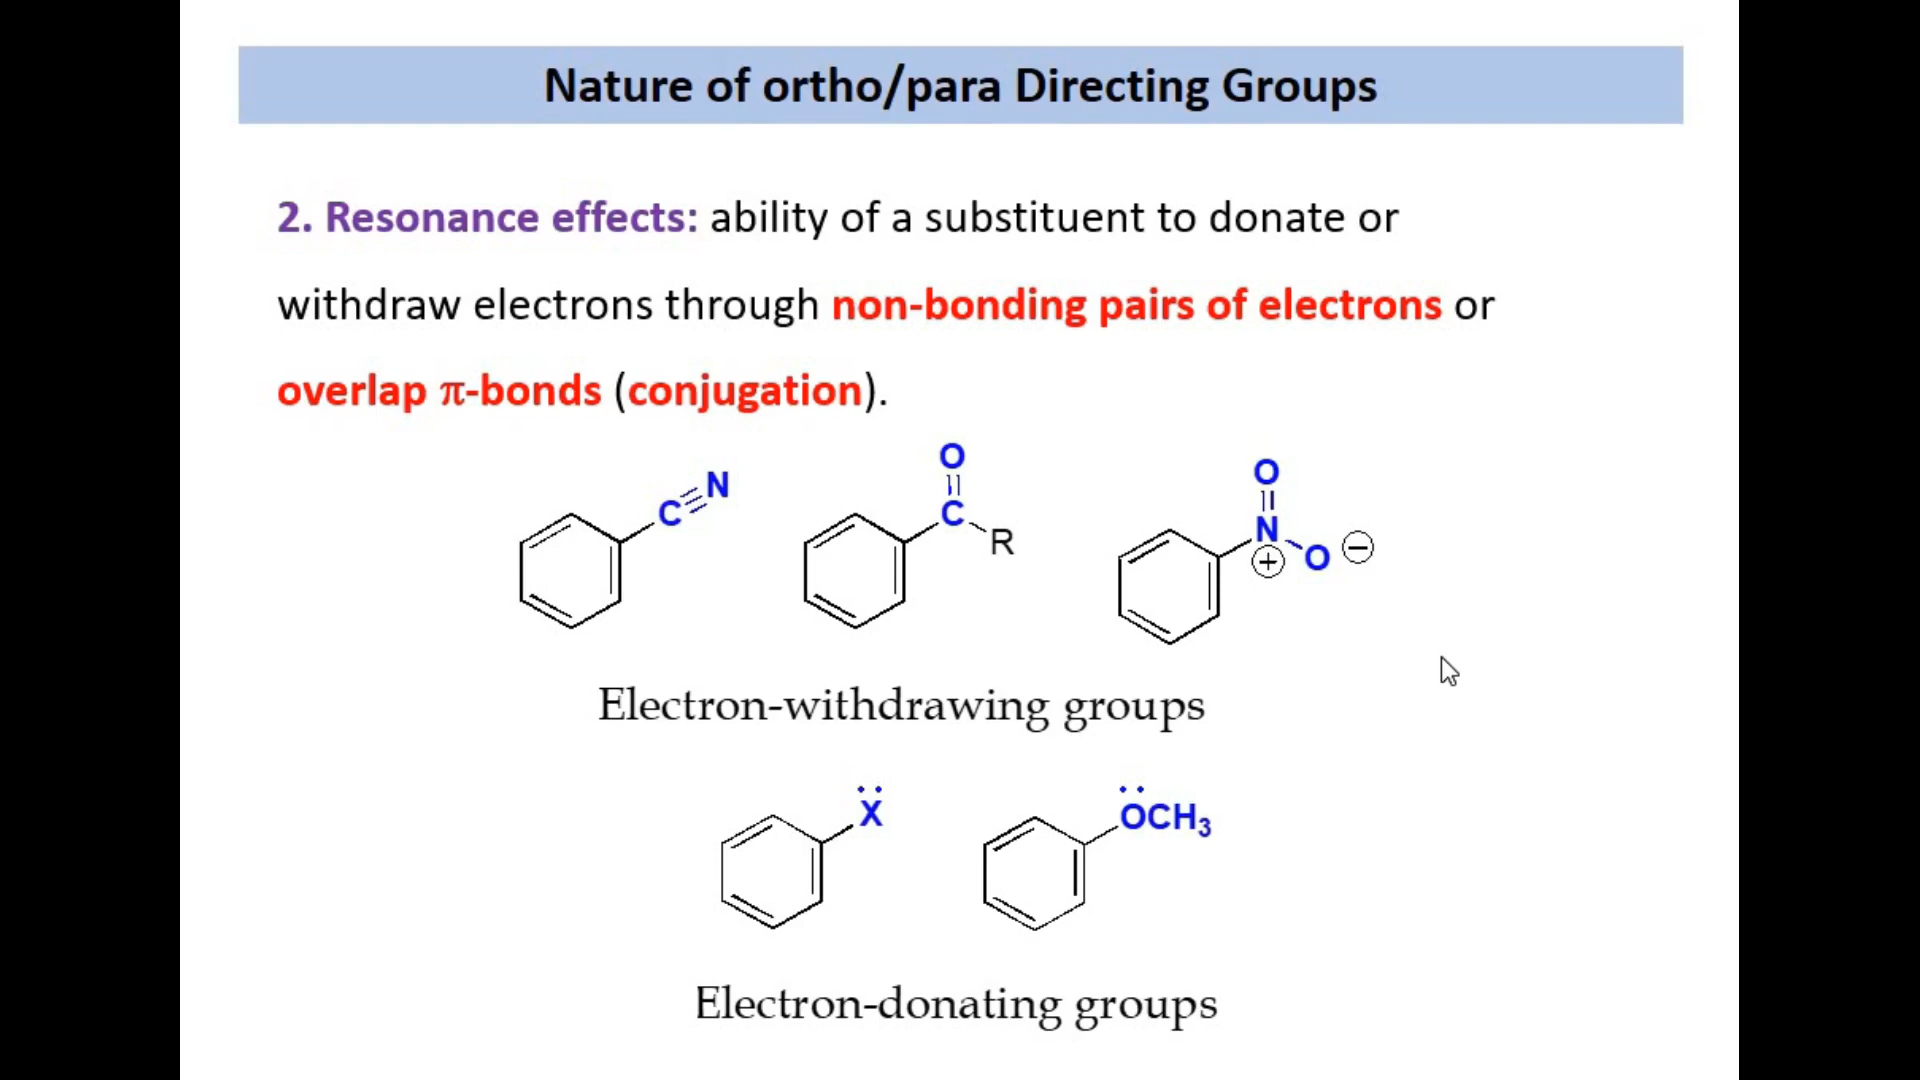 Nature of ortho/para Directing Groups
2. Resonance effects: ability of a substituent to donate or
withdraw electrons through non-bonding pairs of electrons or
overlap π-bonds (conjugation).
C N
O
C
R
O
N
+
O
−
Electron-withdrawing groups
X
OCH₃
Electron-donating groups